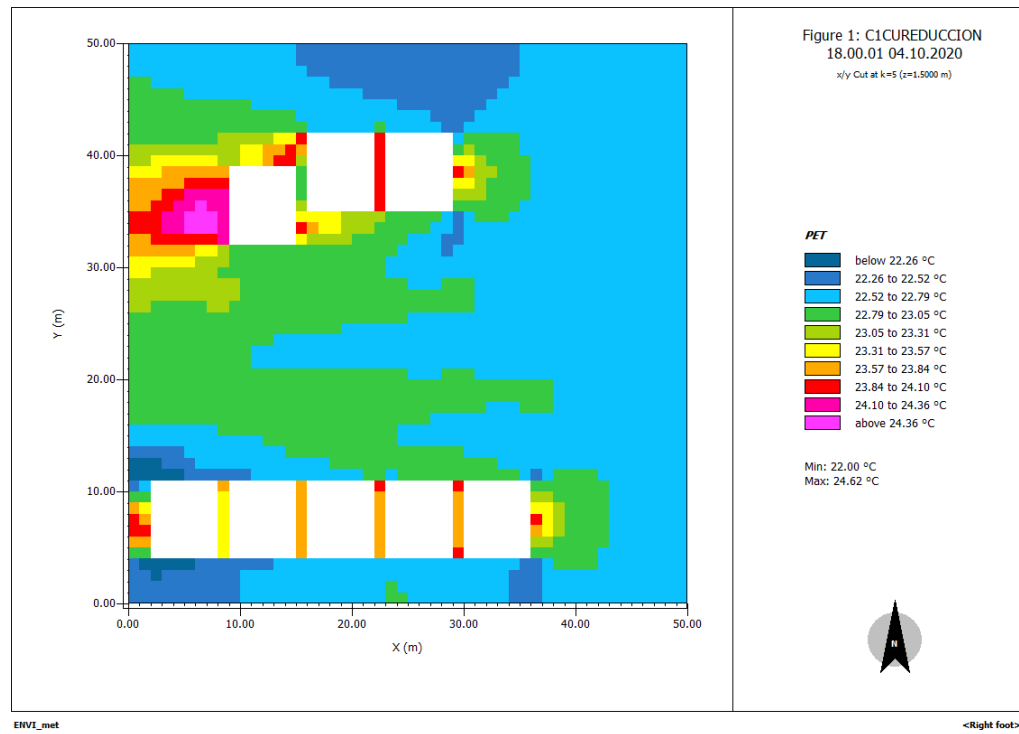 Figure 1: C1CUREDUCCION
18.00.01 04.10.2020
x/y Cut at k=5 (z=1.5000 m)
50.00
40.00
30.00
20.00
10.00
0.00
Y (m)
0.00 10.00 20.00 30.00 40.00 50.00
X (m)
PET
below 22.26 °C
22.26 to 22.52 °C
22.52 to 22.79 °C
22.79 to 23.05 °C
23.05 to 23.31 °C
23.31 to 23.57 °C
23.57 to 23.84 °C
23.84 to 24.10 °C
24.10 to 24.36 °C
above 24.36 °C
Min: 22.00 °C
Max: 24.62 °C
N
ENVI_met
<Right foot>